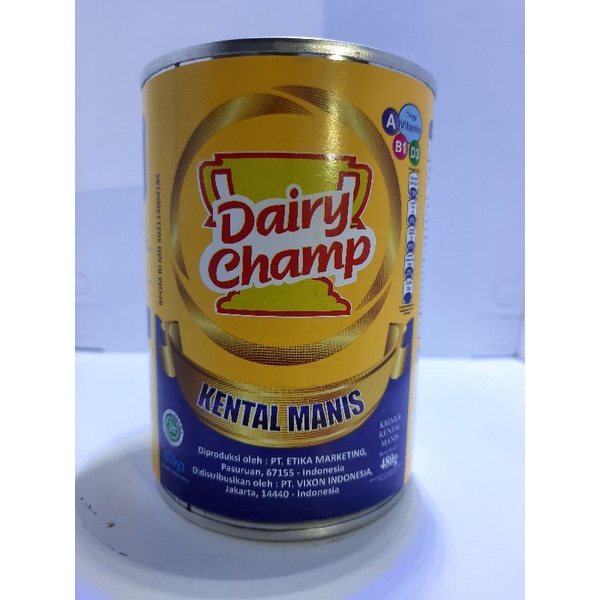 A
Vitamin
B1
D3
Dairy
Champ
KENTAL MANIS
Diproduksi oleh : PT. ETIKA MARKETING,
Pasuruan, 67155 - Indonesia
Didistribusikan oleh : PT. VIXON INDONESIA,
Jakarta, 14440 - Indonesia
KRIMER
KENTAL
MANIS
480g